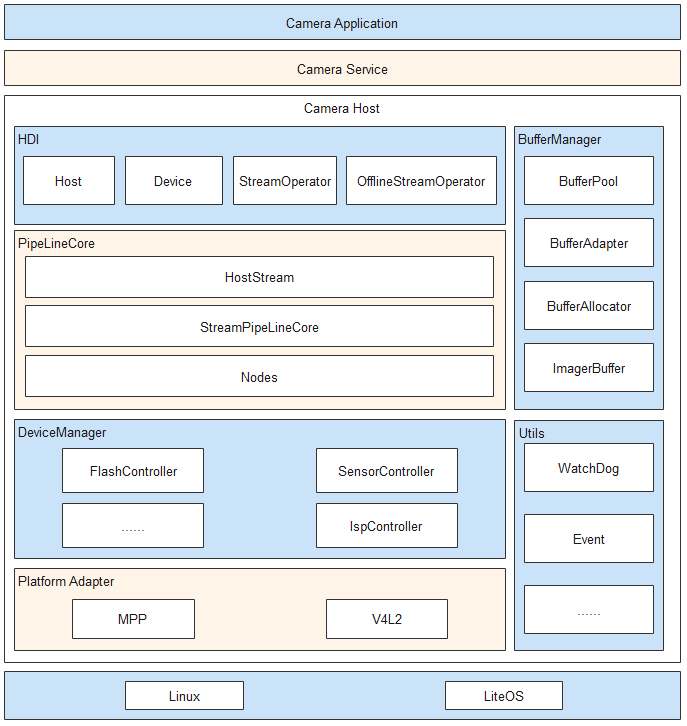 Camera Application
Camera Service
Camera Host
HDI
Host
Device
StreamOperator
OfflineStreamOperator
PipeLineCore
HostStream
StreamPipeLineCore
Nodes
DeviceManager
FlashController
SensorController
......
IspController
Platform Adapter
MPP
V4L2
BufferManager
BufferPool
BufferAdapter
BufferAllocator
ImagerBuffer
Utils
WatchDog
Event
......
Linux
LiteOS